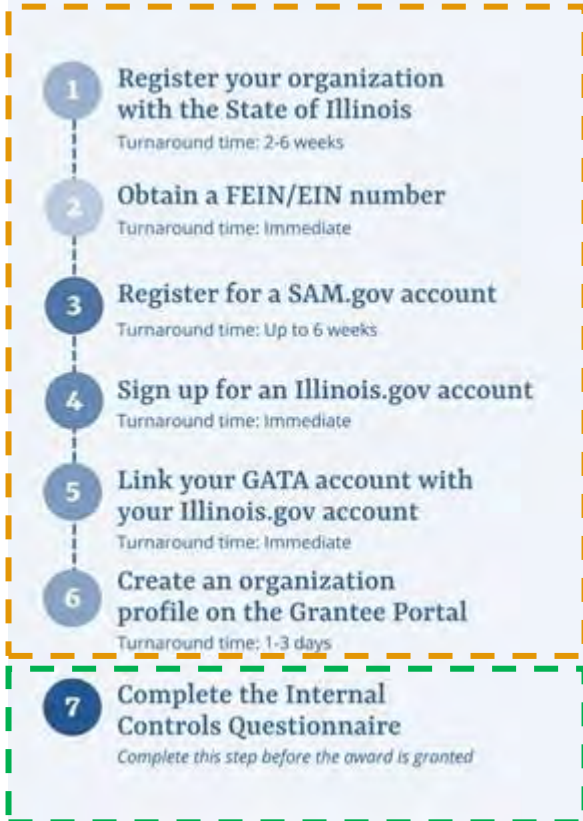 1
Register your organization
with the State of Illinois
Turnaround time: 2-6 weeks
2
Obtain a FEIN/EIN number
Turnaround time: Immediate
3
Register for a SAM.gov account
Turnaround time: Up to 6 weeks
4
Sign up for an Illinois.gov account
Turnaround time: Immediate
5
Link your GATA account with
your Illinois.gov account
Turnaround time: Immediate
6
Create an organization
profile on the Grantee Portal
Turnaround time: 1-3 days
7
Complete the Internal
Controls Questionnaire
Complete this step before the award is granted